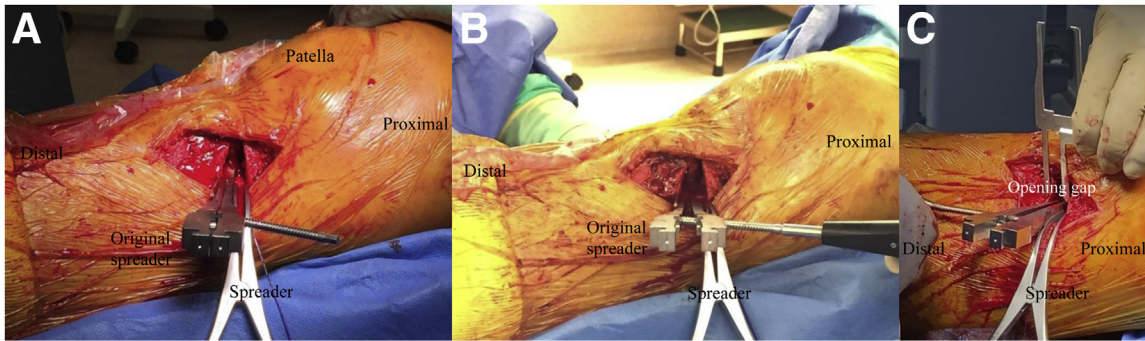 A
Patella
Proximal
Distal
Original
spreader
Spreader
B
Proximal
Distal
Original
spreader
Spreader
C
Opening gap
Distal
Proximal
Spreader